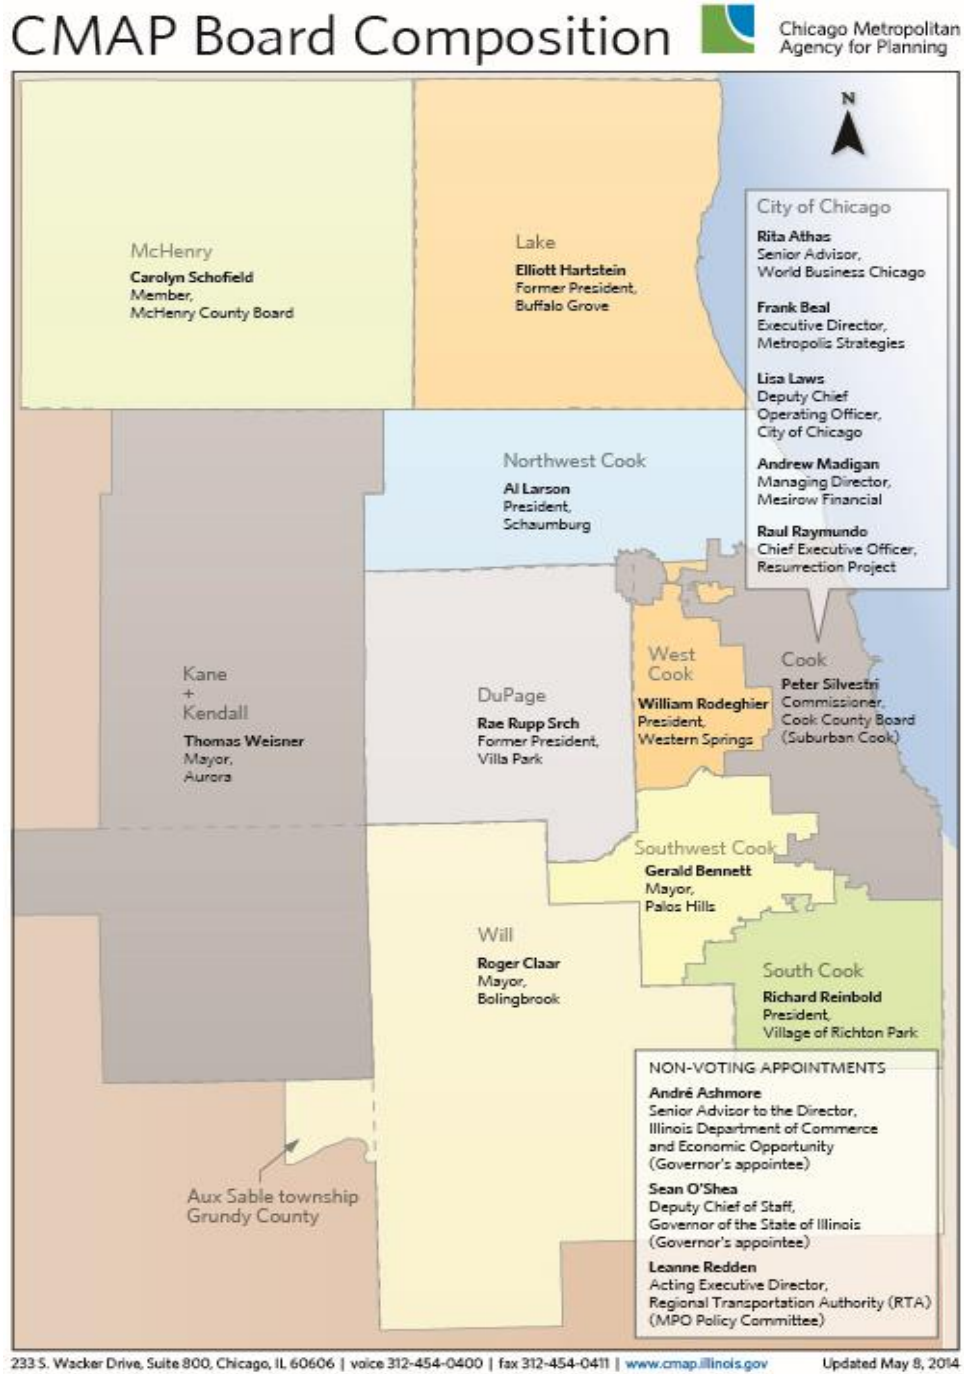 CMAP Board Composition
Chicago Metropolitan
Agency for Planning
N
McHenry
Carolyn Schofield
Member,
McHenry County Board
Lake
Elliott Hartstein
Former President,
Buffalo Grove
City of Chicago
Rita Athas
Senior Advisor,
World Business Chicago
Frank Beal
Executive Director,
Metropolis Strategies
Lisa Laws
Deputy Chief
Operating Officer,
City of Chicago
Andrew Madigan
Managing Director,
Mesirow Financial
Raul Raymundo
Chief Executive Officer,
Resurrection Project
Northwest Cook
Al Larson
President,
Schaumburg
Kane
+
Kendall
Thomas Weisner
Mayor,
Aurora
DuPage
Rae Rupp Srch
Former President,
Villa Park
West
Cook
William Rodeghier
President,
Western Springs
Cook
Peter Silvestri
Commissioner,
Cook County Board
(Suburban Cook)
Southwest Cook
Gerald Bennett
Mayor,
Palos Hills
Will
Roger Claar
Mayor,
Bolingbrook
South Cook
Richard Reinbold
President,
Village of Richton Park
Aux Sable township
Grundy County
NON-VOTING APPOINTMENTS
André Ashmore
Senior Advisor to the Director,
Illinois Department of Commerce
and Economic Opportunity
(Governor's appointee)
Sean O'Shea
Deputy Chief of Staff,
Governor of the State of Illinois
(Governor's appointee)
Leanne Redden
Acting Executive Director,
Regional Transportation Authority (RTA)
(MPO Policy Committee)
233 S. Wacker Drive, Suite 800, Chicago, IL 60606 | voice 312-454-0400 | fax 312-454-0411 | www.cmap.illinois.gov
Updated May 8, 2014